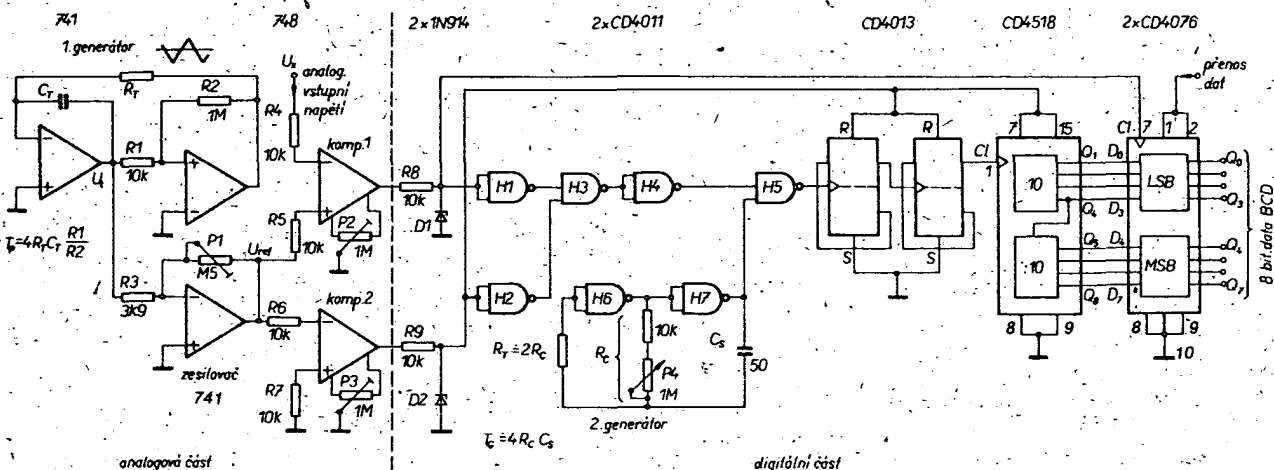 741
748
2×1N914
2×CD4011
CD4013
CD4518
2×CD4076
1. generátor
Ux
analog.
vstupní
napětí
přenos
dat
RT
CT
R2
1M
R4
10k
komp.1
R1
10k
R5
10k
P2
1M
R8
10k
D1
H1
H3
H4
H5
R
R
S
S
Cl
1
7
15
Cl
7
1
2
10
10
Q1
D0
Q4
D3
Q5
D4
Q8
D7
LSB
MSB
Q0
Q3
Q4
Q7
8 bit. data BCD
8
9
8
9
10
P1
M5
Uref
R3
3k9
R6
10k
komp.2
R7
10k
P3
1M
R9
10k
D2
H2
H6
H7
RT=2RC
RC
10k
P4
1M
CS
50
2. generátor
zesilovač
741
R1
R2
=4RC CS
analogová část
digitální část